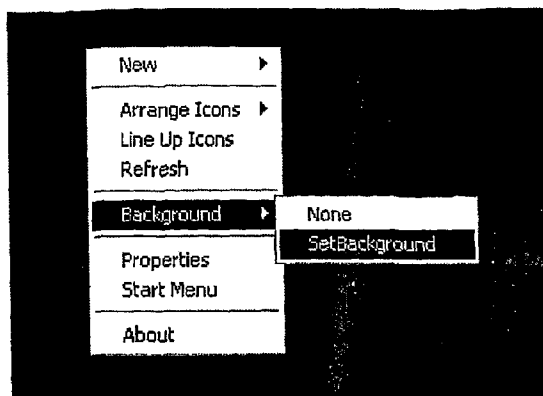 New
Arrange Icons
Line Up Icons
Refresh
Background
None
SetBackground
Properties
Start Menu
About